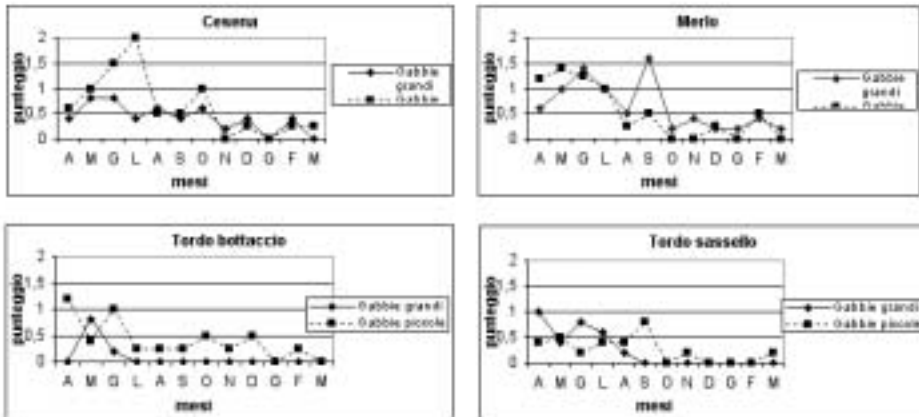 Cesena
2
1,5
1
0,5
0
punteggio
A M G L A S O N D G F M
mesi
Gabbie
grandi
Gabbie
Merlo
2
1,5
1
0,5
0
punteggio
A M G L A S O N D G F M
mesi
Gabbie
grandi
Gabbie
Tordo bottaccio
2
1,5
1
0,5
0
punteggio
A M G L A S O N D G F M
mesi
Gabbie grandi
Gabbie piccole
Tordo sassello
2
1,5
1
0,5
0
punteggio
A M G L A S O N D G F M
mesi
Gabbie grandi
Gabbie piccole